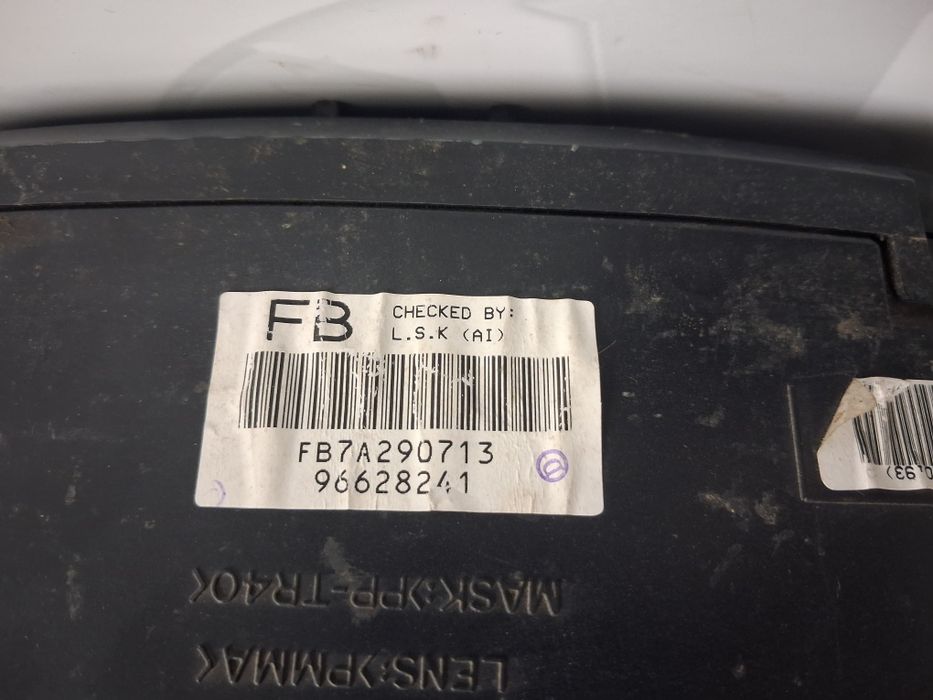 FB
CHECKED BY:
L.S.K (AI)
FB7A290713
96628241
MASK:>PP-TR40<
LENS:>PMMA<